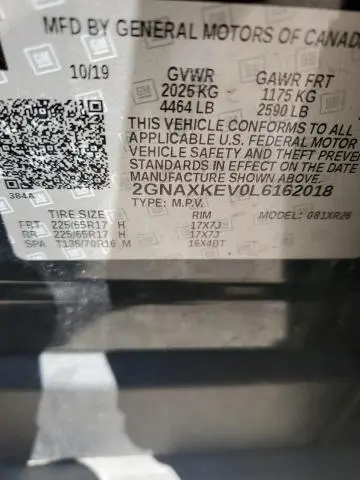 MFD BY GENERAL MOTORS OF CANAD
10/19 GVWR GAWR FRT
2025 KG 1175 KG
4464 LB 2590 LB
THIS VEHICLE CONFORMS TO A
APPLICABLE U.S. FEDERAL MOTOR
VEHICLE SAFETY AND THEFT PREVE
STANDARDS IN EFFECT ON THE DATE
MANUFACTURE SHOWN ABOVE.
384A 2GNAXKEV0L6162018
TYPE: M.P.V. MODEL: 081XR26
TIRE SIZE RIM
FRT 225/65R17 H 17X7J
RR 225/65R17 H 17X7J
SPA T135/70R16 M 16X4BT
GM